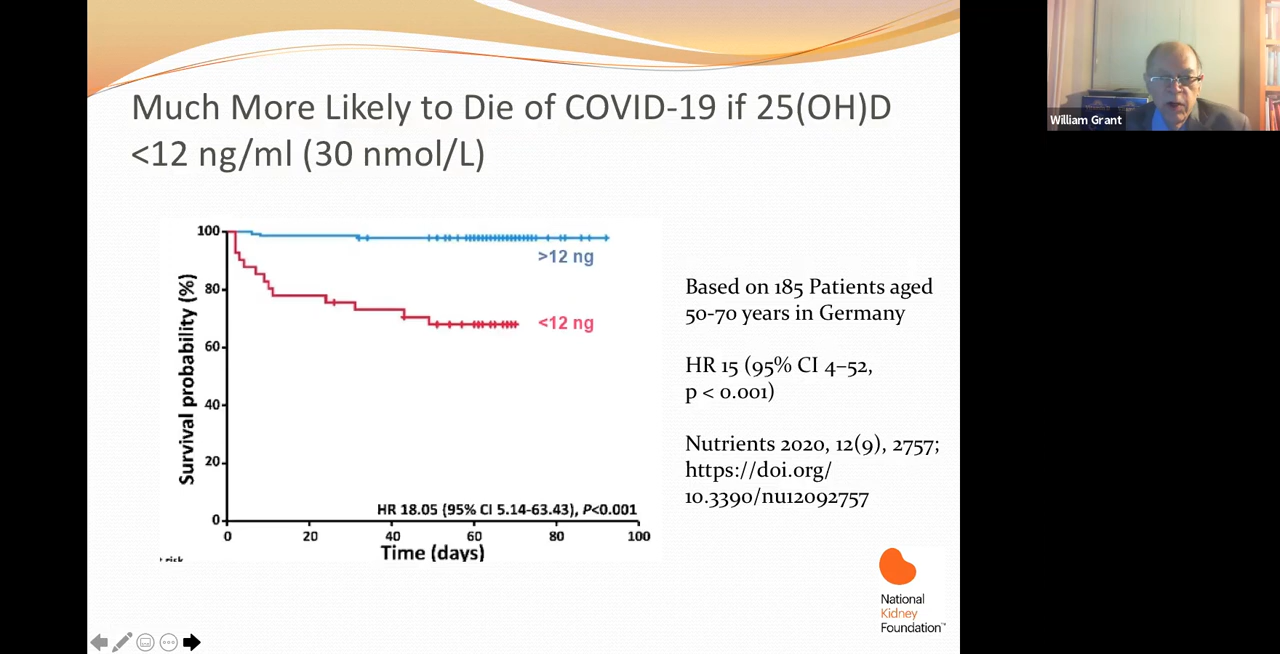 Much More Likely to Die of COVID-19 if 25(OH)D
<12 ng/ml (30 nmol/L)
William Grant
Survival probability (%)
100
80
60
40
20
0
>12 ng
<12 ng
HR 18.05 (95% CI 5.14-63.43), P<0.001
0 20 40 60 80 100
Time (days)
risk
Based on 185 Patients aged
50-70 years in Germany
HR 15 (95% CI 4–52,
p < 0.001)
Nutrients 2020, 12(9), 2757;
https://doi.org/
10.3390/nu12092757
National
Kidney
Foundation™